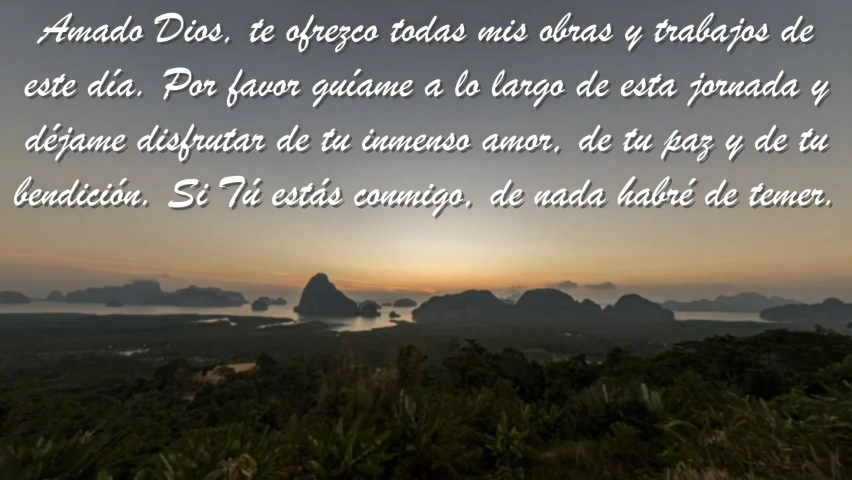 Amado Dios, te ofrezco todas mis obras y trabajos de
este día. Por favor guíame a lo largo de esta jornada y
déjame disfrutar de tu inmenso amor, de tu paz y de tu
bendición. Si Tú estás conmigo, de nada habré de temer.